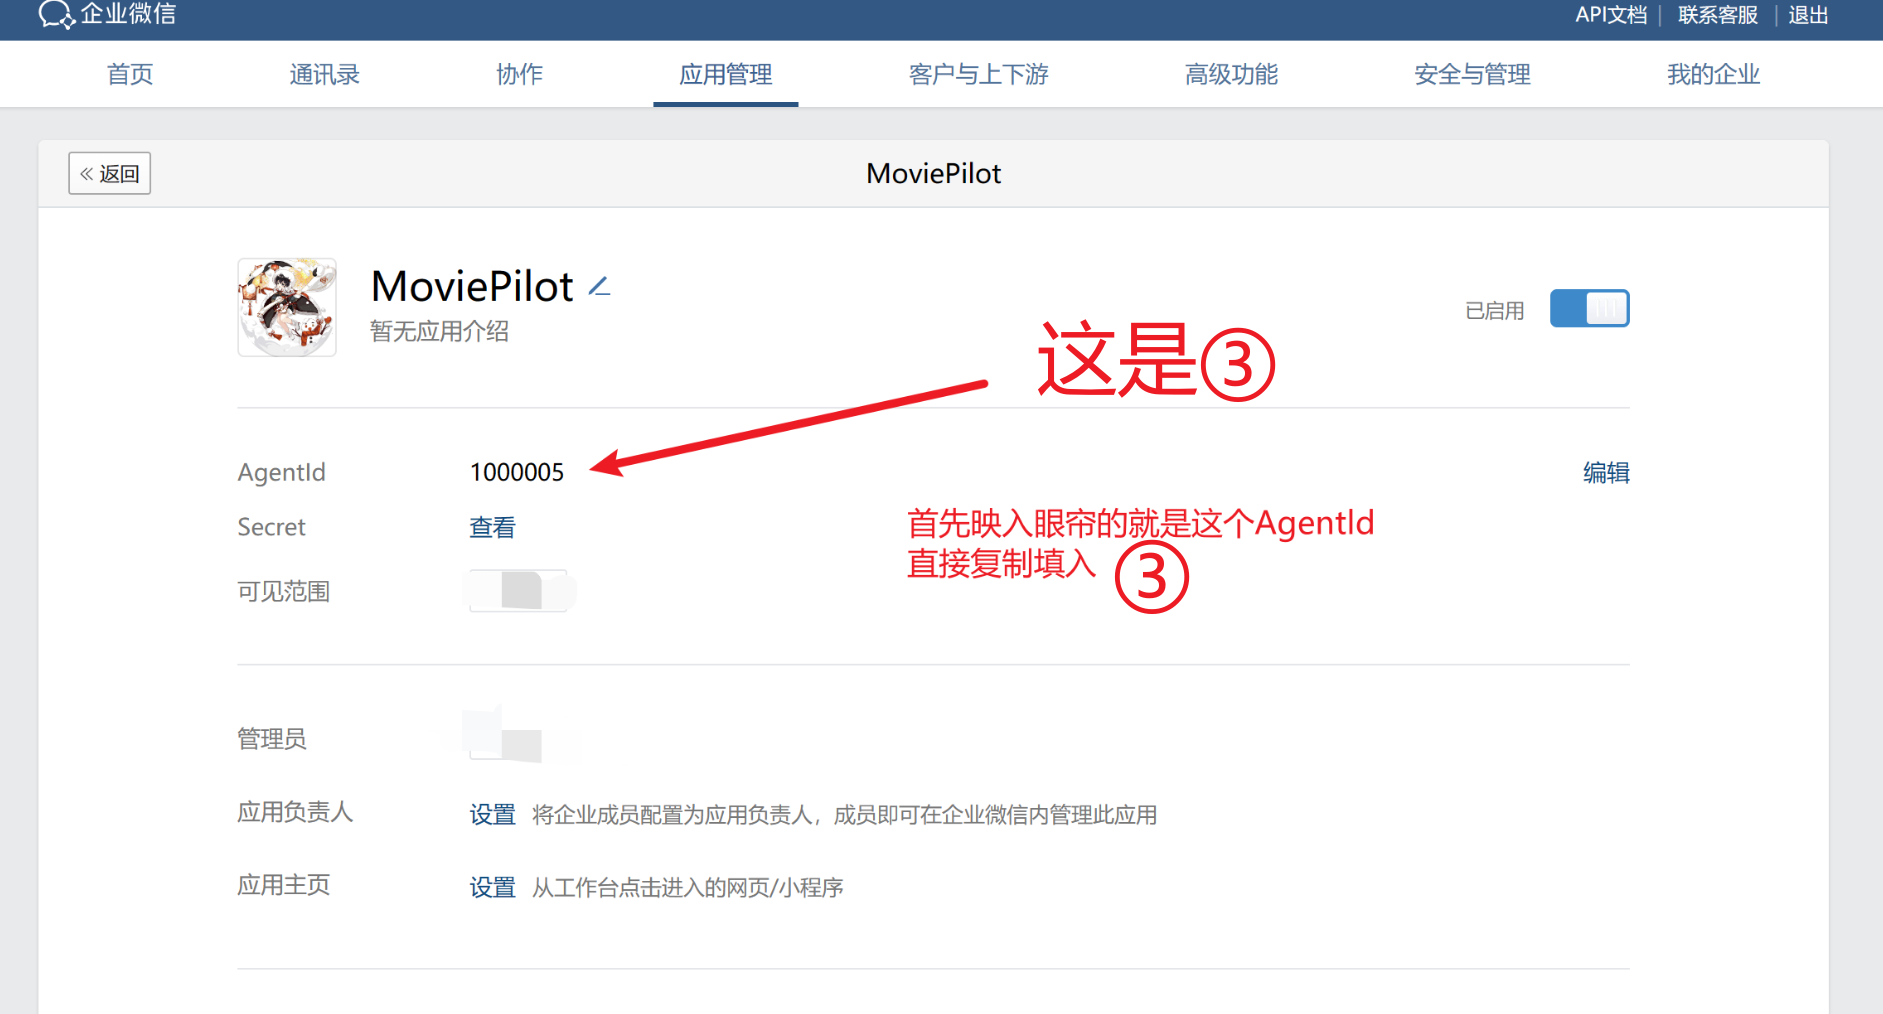 企业微信
API文档 | 联系客服 | 退出
首页 通讯录 协作 应用管理 客户与上下游 高级功能 安全与管理 我的企业
« 返回
MoviePilot
MoviePilot
暂无应用介绍
已启用
这是③
AgentId 1000005
编辑
Secret 查看
首先映入眼帘的就是这个AgentId
直接复制填入 ③
可见范围
管理员
应用负责人 设置 将企业成员配置为应用负责人，成员即可在企业微信内管理此应用
应用主页 设置 从工作台点击进入的网页/小程序